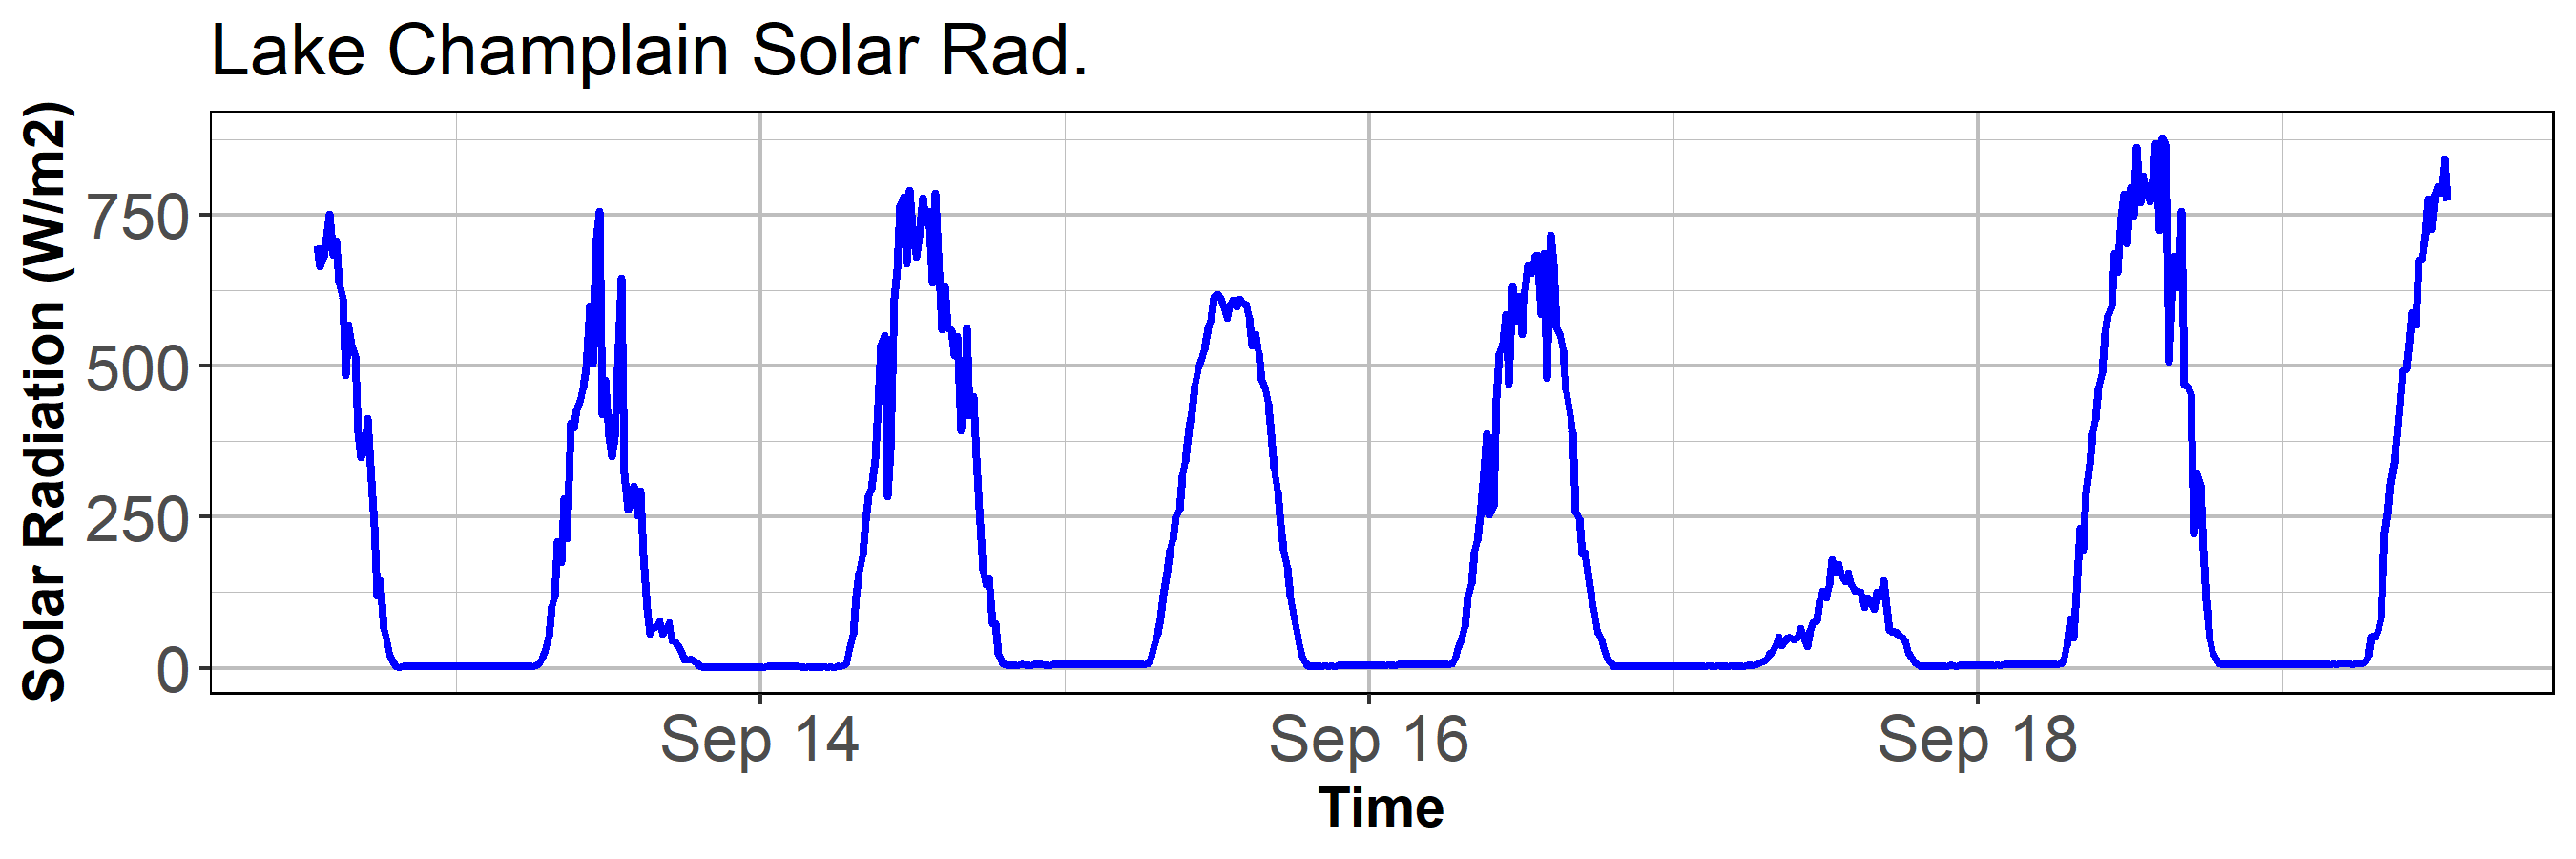 Lake Champlain Solar Rad.
Solar Radiation (W/m2)
750
500
250
0
Sep 14
Sep 16
Sep 18
Time